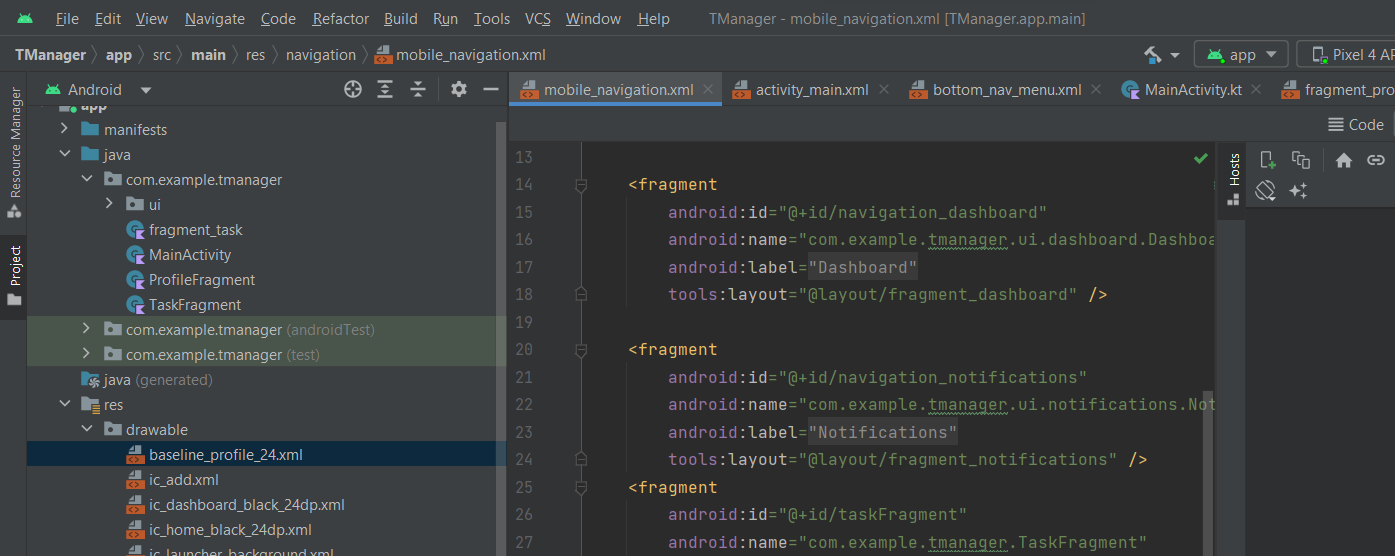 File Edit View Navigate Code Refactor Build Run Tools VCS Window Help TManager - mobile_navigation.xml [TManager.app.main]
TManager app src main res navigation mobile_navigation.xml app Pixel 4 AP
Resource Manager
Project
Android
app
manifests
java
com.example.tmanager
ui
fragment_task
MainActivity
ProfileFragment
TaskFragment
com.example.tmanager (androidTest)
com.example.tmanager (test)
java (generated)
res
drawable
baseline_profile_24.xml
ic_add.xml
ic_dashboard_black_24dp.xml
ic_home_black_24dp.xml
ic_launcher_background.xml
mobile_navigation.xml activity_main.xml bottom_nav_menu.xml MainActivity.kt fragment_pro
Code
Hosts
13
14 <fragment
15 android:id="@+id/navigation_dashboard"
16 android:name="com.example.tmanager.ui.dashboard.Dashboa
17 android:label="Dashboard"
18 tools:layout="@layout/fragment_dashboard" />
19
20 <fragment
21 android:id="@+id/navigation_notifications"
22 android:name="com.example.tmanager.ui.notifications.Not
23 android:label="Notifications"
24 tools:layout="@layout/fragment_notifications" />
25 <fragment
26 android:id="@+id/taskFragment"
27 android:name="com.example.tmanager.TaskFragment"